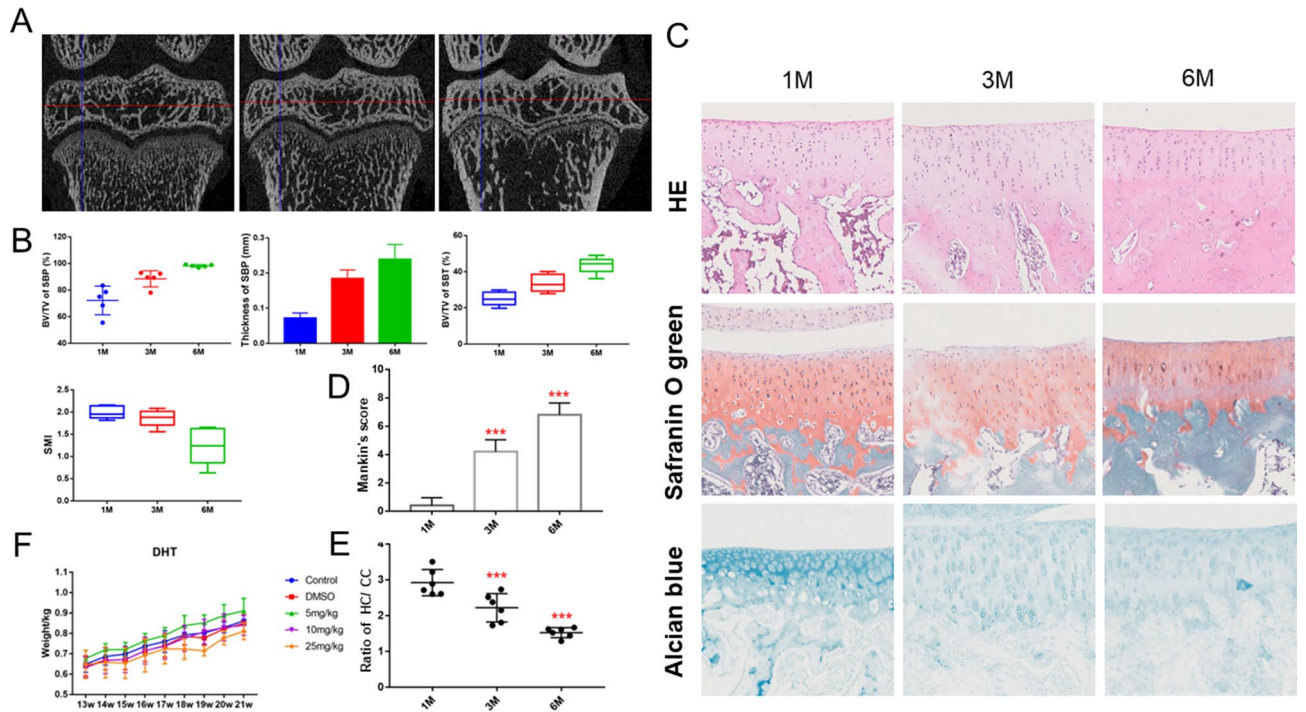 A
B
BV/TV of SBP (%)
120
100
80
60
40
1M
3M
6M
Thickness of SBP (mm)
0.3
0.2
0.1
0.0
1M
3M
6M
BV/TV of SBT (%)
60
40
20
0
1M
3M
6M
SMI
2.5
2.0
1.5
1.0
0.5
0.0
1M
3M
6M
D
Mankin's score
10
8
6
4
2
0
***
***
1M
3M
6M
E
Ratio of HC/ CC
4
3
2
1
0
***
***
1M
3M
6M
F
DHT
Weight/kg
1.0
0.9
0.8
0.7
0.6
0.5
13w 14w 15w 16w 17w 18w 19w 20w 21w
Control
DMSO
5mg/kg
10mg/kg
25mg/kg
C
1M
3M
6M
HE
Safranin O green
Alcian blue